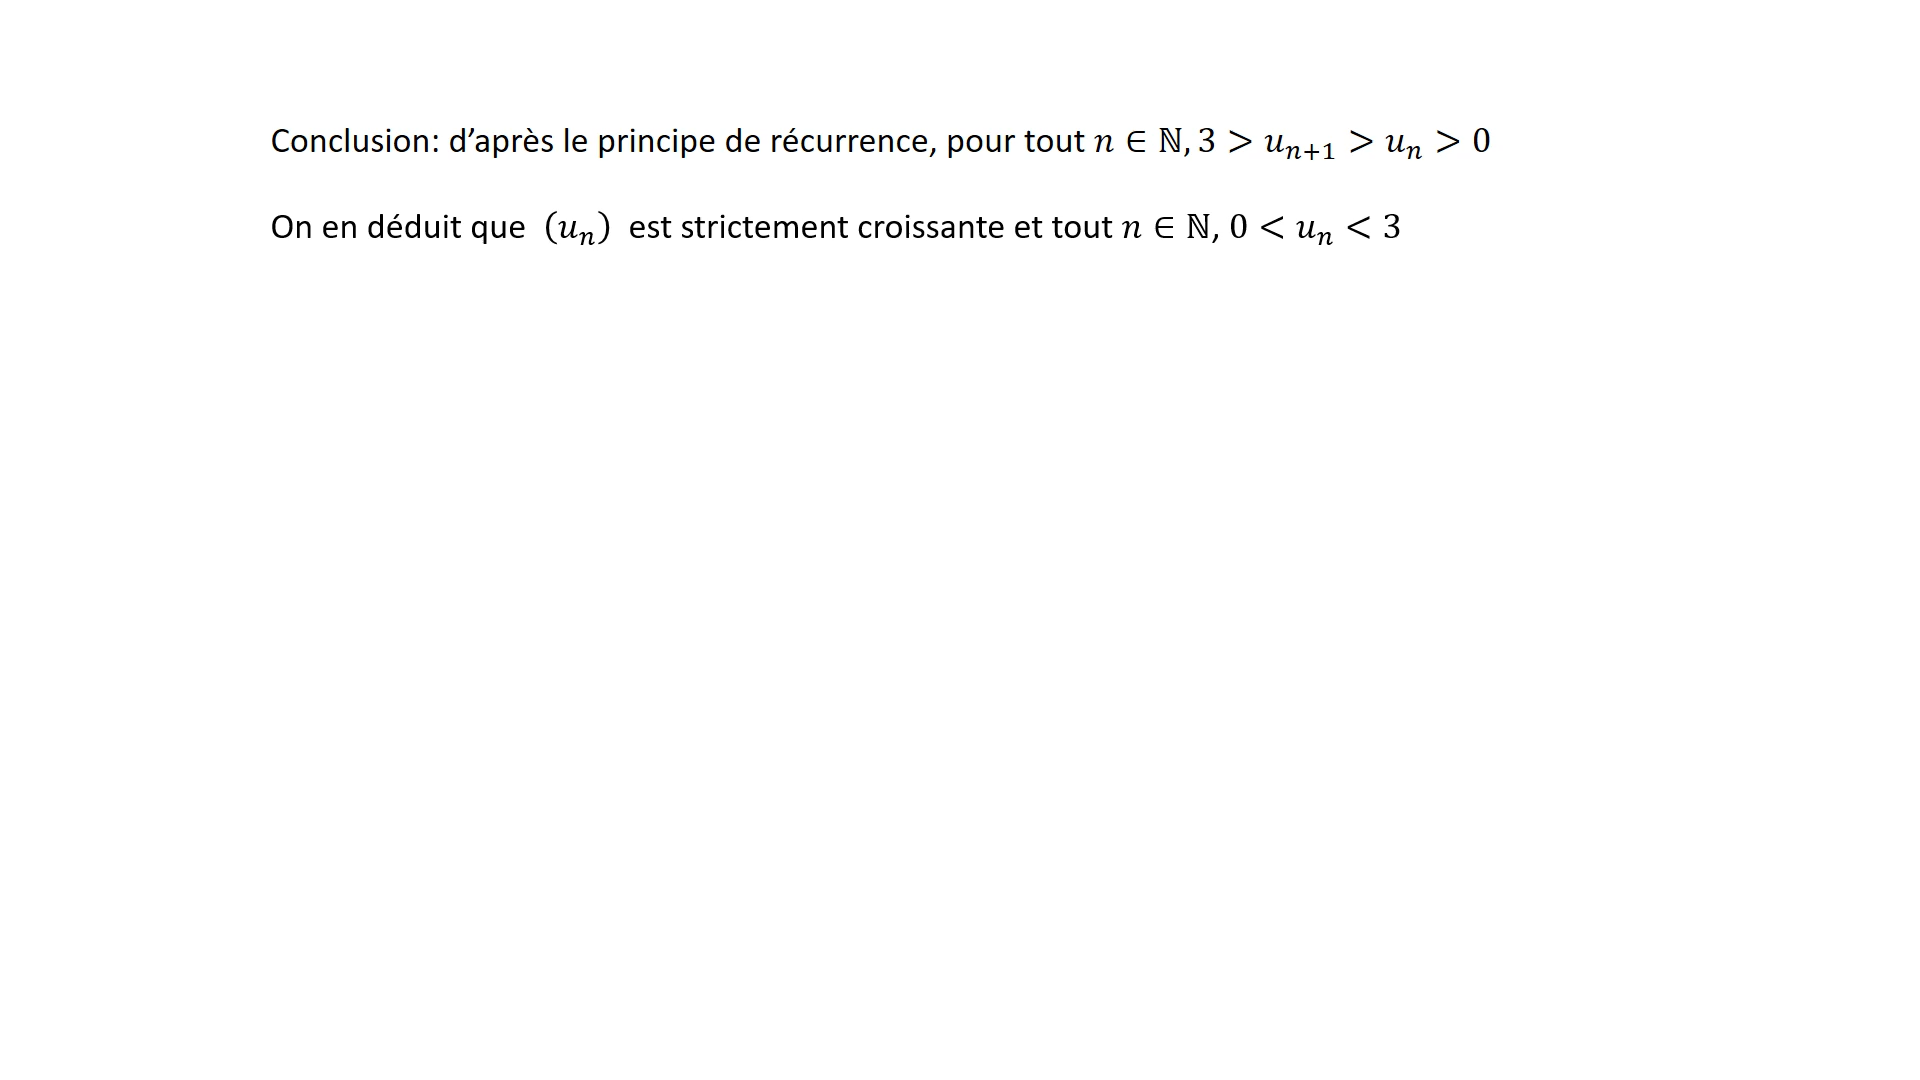 Conclusion: d’après le principe de récurrence, pour tout 𝑛 ∈ ℕ, 3 > 𝑢ₙ₊₁ > 𝑢ₙ > 0
On en déduit que (𝑢ₙ) est strictement croissante et tout 𝑛 ∈ ℕ, 0 < 𝑢ₙ < 3